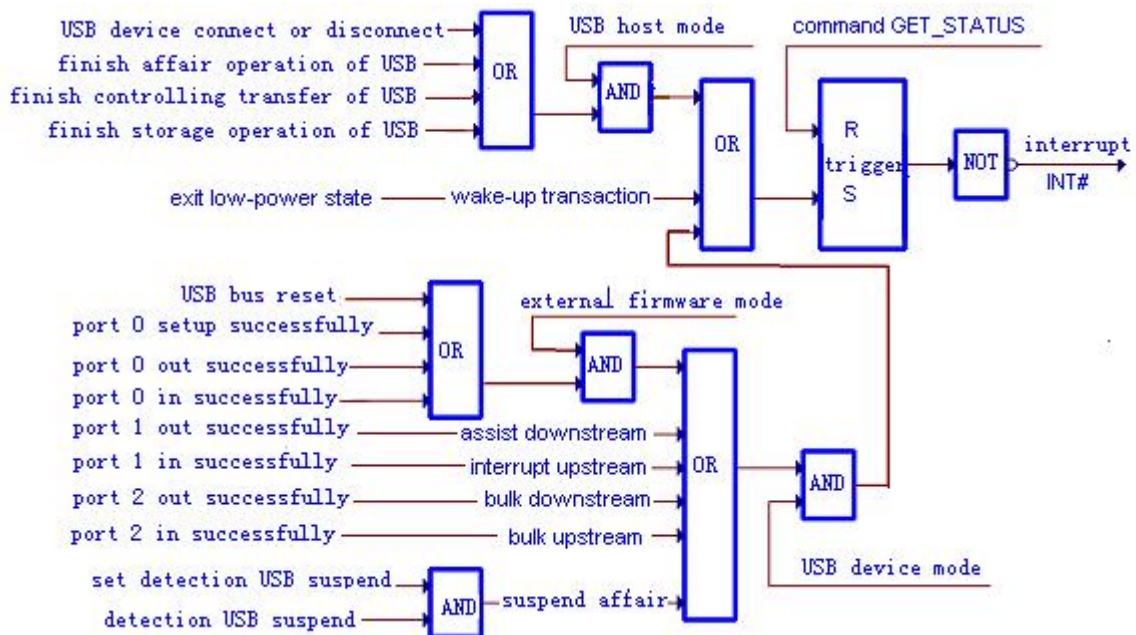 USB device connect or disconnect
finish affair operation of USB
finish controlling transfer of USB
finish storage operation of USB
OR
USB host mode
AND
command GET_STATUS
OR
R
trigger
S
NOT
interrupt
INT#
exit low-power state
wake-up transaction
USB bus reset
port 0 setup successfully
port 0 out successfully
port 0 in successfully
OR
external firmware mode
AND
port 1 out successfully
assist downstream
port 1 in successfully
interrupt upstream
port 2 out successfully
bulk downstream
port 2 in successfully
bulk upstream
OR
AND
USB device mode
set detection USB suspend
detection USB suspend
AND
suspend affair